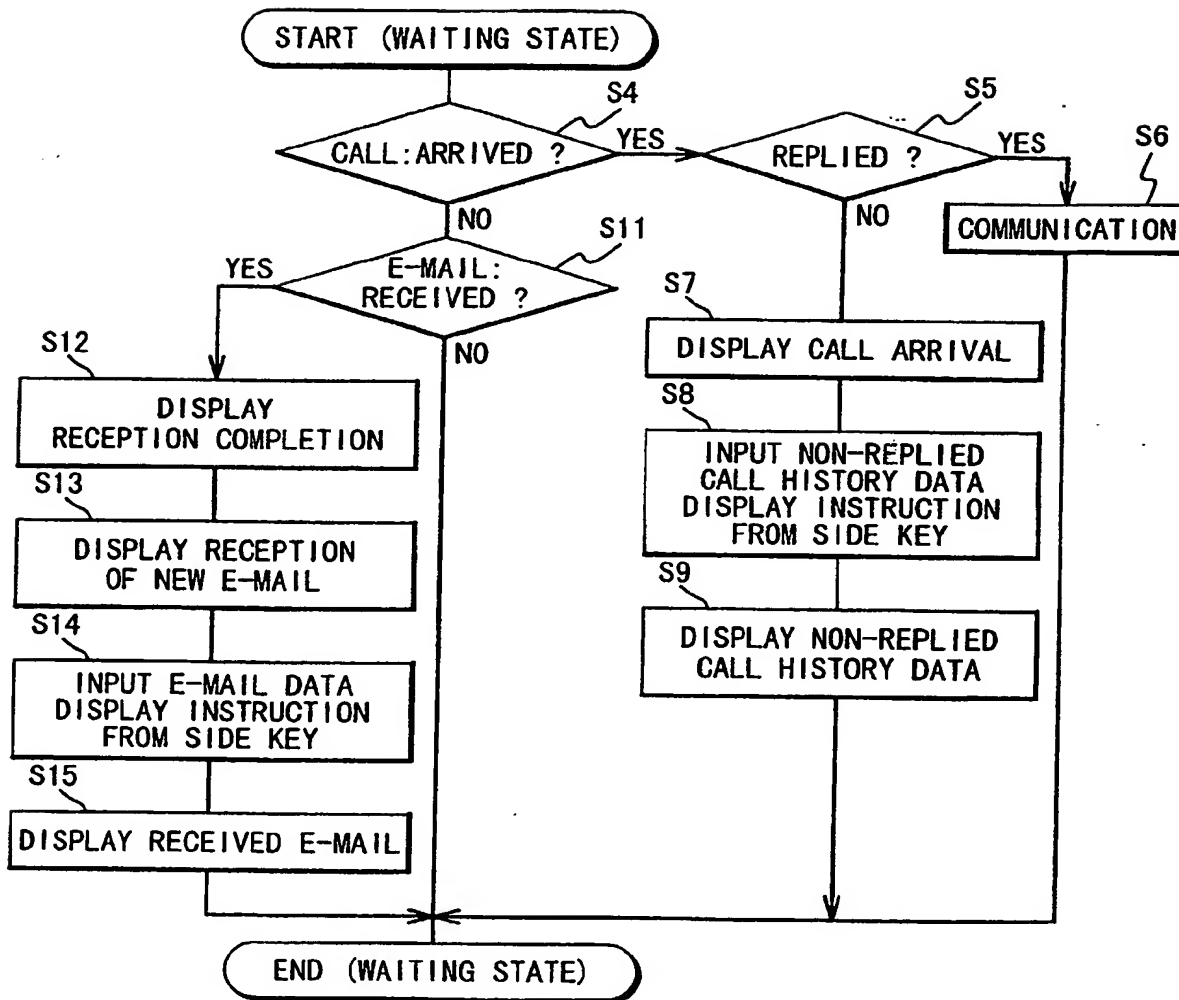 START (WAITING STATE)
S4
CALL:ARRIVED ?
YES
S5
REPLIED ?
YES
S6
COMMUNICATION
NO
NO
S11
E-MAIL:
RECEIVED ?
YES
NO
S7
DISPLAY CALL ARRIVAL
S8
INPUT NON-REPLIED
CALL HISTORY DATA
DISPLAY INSTRUCTION
FROM SIDE KEY
S9
DISPLAY NON-REPLIED
CALL HISTORY DATA
S12
DISPLAY
RECEPTION COMPLETION
S13
DISPLAY RECEPTION
OF NEW E-MAIL
S14
INPUT E-MAIL DATA
DISPLAY INSTRUCTION
FROM SIDE KEY
S15
DISPLAY RECEIVED E-MAIL
END (WAITING STATE)